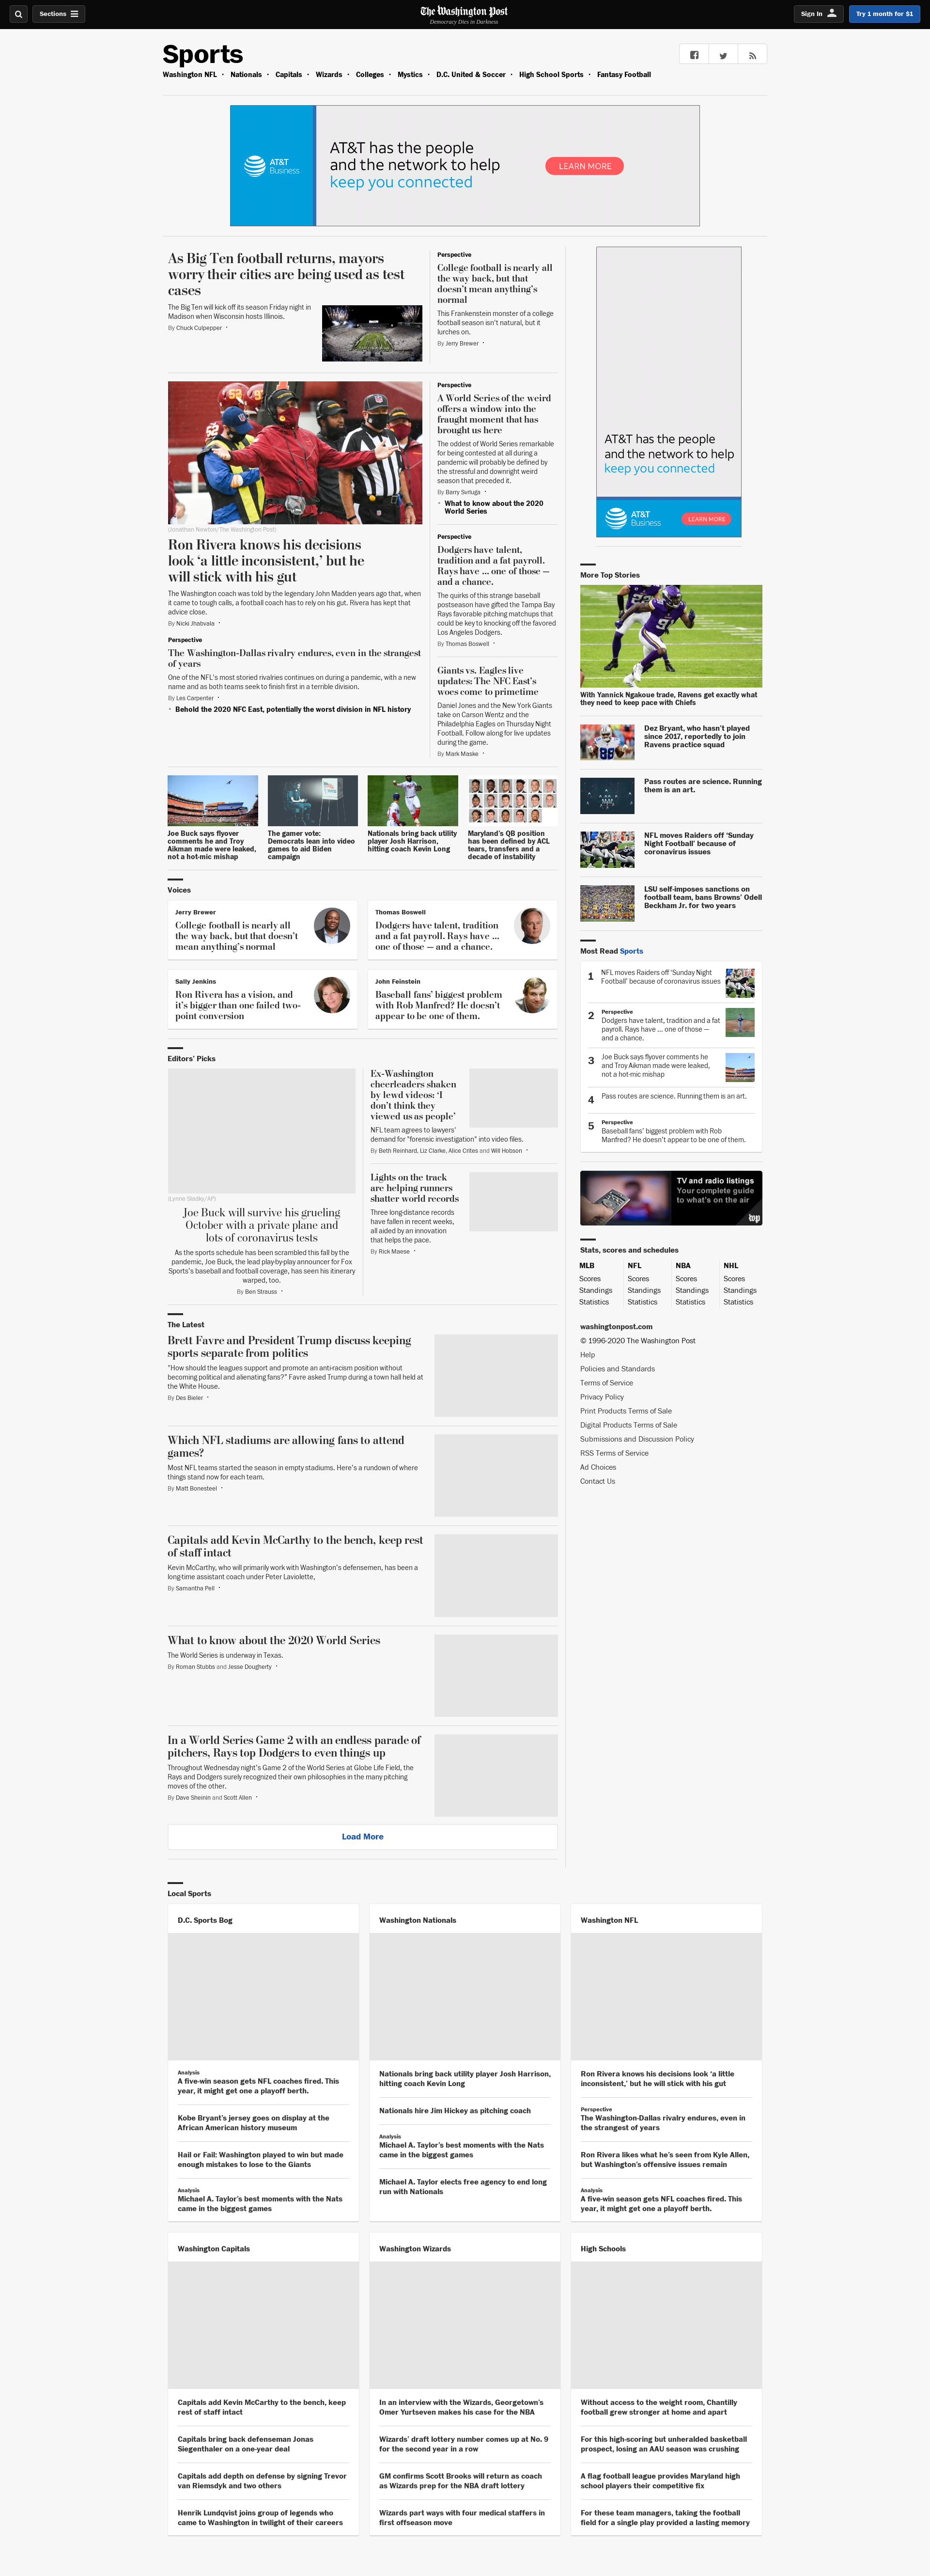 Sections
The Washington Post
Democracy Dies in Darkness
Sign In
Try 1 month for $1
Sports
Washington NFL • Nationals • Capitals • Wizards • Colleges • Mystics • D.C. United & Soccer • High School Sports • Fantasy Football
AT&T
Business
AT&T has the people
and the network to help
keep you connected
LEARN MORE
As Big Ten football returns, mayors
worry their cities are being used as test
cases
The Big Ten will kick off its season Friday night in
Madison when Wisconsin hosts Illinois.
By Chuck Culpepper •
Perspective
College football is nearly all
the way back, but that
doesn't mean anything's
normal
This Frankenstein monster of a college
football season isn't natural, but it
lurches on.
By Jerry Brewer •
(Jonathan Newton/The Washington Post)
Ron Rivera knows his decisions
look 'a little inconsistent,' but he
will stick with his gut
The Washington coach was told by the legendary John Madden years ago that, when
it came to tough calls, a football coach has to rely on his gut. Rivera has kept that
advice close.
By Nicki Jhabvala •
Perspective
The Washington-Dallas rivalry endures, even in the strangest
of years
One of the NFL's most storied rivalries continues on during a pandemic, with a new
name and as both teams seek to finish first in a terrible division.
By Les Carpenter •
• Behold the 2020 NFC East, potentially the worst division in NFL history
Perspective
A World Series of the weird
offers a window into the
fraught moment that has
brought us here
The oddest of World Series remarkable
for being contested at all during a
pandemic will probably be defined by
the stressful and downright weird
season that preceded it.
By Barry Svrluga •
• What to know about the 2020
World Series
Perspective
Dodgers have talent,
tradition and a fat payroll.
Rays have ... one of those —
and a chance.
The quirks of this strange baseball
postseason have gifted the Tampa Bay
Rays favorable pitching matchups that
could be key to knocking off the favored
Los Angeles Dodgers.
By Thomas Boswell •
Giants vs. Eagles live
updates: The NFC East's
woes come to primetime
Daniel Jones and the New York Giants
take on Carson Wentz and the
Philadelphia Eagles on Thursday Night
Football. Follow along for live updates
during the game.
By Mark Maske •
Joe Buck says flyover
comments he and Troy
Aikman made were leaked,
not a hot-mic mishap
The gamer vote:
Democrats lean into video
games to aid Biden
campaign
Nationals bring back utility
player Josh Harrison,
hitting coach Kevin Long
Maryland's QB position
has been defined by ACL
tears, transfers and a
decade of instability
Voices
Jerry Brewer
College football is nearly all
the way back, but that doesn't
mean anything's normal
Thomas Boswell
Dodgers have talent, tradition
and a fat payroll. Rays have ...
one of those — and a chance.
Sally Jenkins
Ron Rivera has a vision, and
it's bigger than one failed two-
point conversion
John Feinstein
Baseball fans' biggest problem
with Rob Manfred? He doesn't
appear to be one of them.
Editors' Picks
(Lynne Sladky/AP)
Joe Buck will survive his grueling
October with a private plane and
lots of coronavirus tests
As the sports schedule has been scrambled this fall by the
pandemic, Joe Buck, the lead play-by-play announcer for Fox
Sports's baseball and football coverage, has seen his itinerary
warped, too.
By Ben Strauss •
Ex-Washington
cheerleaders shaken
by lewd videos: 'I
don't think they
viewed us as people'
NFL team agrees to lawyers'
demand for "forensic investigation" into video files.
By Beth Reinhard, Liz Clarke, Alice Crites and Will Hobson •
Lights on the track
are helping runners
shatter world records
Three long-distance records
have fallen in recent weeks,
all aided by an innovation
that helps the pace.
By Rick Maese •
The Latest
Brett Favre and President Trump discuss keeping
sports separate from politics
"How should the leagues support and promote an anti-racism position without
becoming political and alienating fans?" Favre asked Trump during a town hall held at
the White House.
By Des Bieler •
Which NFL stadiums are allowing fans to attend
games?
Most NFL teams started the season in empty stadiums. Here's a rundown of where
things stand now for each team.
By Matt Bonesteel •
Capitals add Kevin McCarthy to the bench, keep rest
of staff intact
Kevin McCarthy, who will primarily work with Washington's defensemen, has been a
long-time assistant coach under Peter Laviolette,
By Samantha Pell •
What to know about the 2020 World Series
The World Series is underway in Texas.
By Roman Stubbs and Jesse Dougherty •
In a World Series Game 2 with an endless parade of
pitchers, Rays top Dodgers to even things up
Throughout Wednesday night's Game 2 of the World Series at Globe Life Field, the
Rays and Dodgers surely recognized their own philosophies in the many pitching
moves of the other.
By Dave Sheinin and Scott Allen •
Load More
AT&T has the people
and the network to help
keep you connected
AT&T
Business
LEARN MORE
More Top Stories
With Yannick Ngakoue trade, Ravens get exactly what
they need to keep pace with Chiefs
Dez Bryant, who hasn't played
since 2017, reportedly to join
Ravens practice squad
Pass routes are science. Running
them is an art.
NFL moves Raiders off 'Sunday
Night Football' because of
coronavirus issues
LSU self-imposes sanctions on
football team, bans Browns' Odell
Beckham Jr. for two years
Most Read Sports
1 NFL moves Raiders off 'Sunday Night
Football' because of coronavirus issues
2 Perspective
Dodgers have talent, tradition and a fat
payroll. Rays have ... one of those —
and a chance.
3 Joe Buck says flyover comments he
and Troy Aikman made were leaked,
not a hot-mic mishap
4 Pass routes are science. Running them is an art.
5 Perspective
Baseball fans' biggest problem with Rob
Manfred? He doesn't appear to be one of them.
TV and radio listings
Your complete guide
to what's on the air
wp
Stats, scores and schedules
MLB NFL NBA NHL
Scores Scores Scores Scores
Standings Standings Standings Standings
Statistics Statistics Statistics Statistics
washingtonpost.com
© 1996-2020 The Washington Post
Help
Policies and Standards
Terms of Service
Privacy Policy
Print Products Terms of Sale
Digital Products Terms of Sale
Submissions and Discussion Policy
RSS Terms of Service
Ad Choices
Contact Us
Local Sports
D.C. Sports Bog
Analysis
A five-win season gets NFL coaches fired. This
year, it might get one a playoff berth.
Kobe Bryant's jersey goes on display at the
African American history museum
Hail or Fail: Washington played to win but made
enough mistakes to lose to the Giants
Analysis
Michael A. Taylor's best moments with the Nats
came in the biggest games
Washington Nationals
Nationals bring back utility player Josh Harrison,
hitting coach Kevin Long
Nationals hire Jim Hickey as pitching coach
Analysis
Michael A. Taylor's best moments with the Nats
came in the biggest games
Michael A. Taylor elects free agency to end long
run with Nationals
Washington NFL
Ron Rivera knows his decisions look 'a little
inconsistent,' but he will stick with his gut
Perspective
The Washington-Dallas rivalry endures, even in
the strangest of years
Ron Rivera likes what he's seen from Kyle Allen,
but Washington's offensive issues remain
Analysis
A five-win season gets NFL coaches fired. This
year, it might get one a playoff berth.
Washington Capitals
Capitals add Kevin McCarthy to the bench, keep
rest of staff intact
Capitals bring back defenseman Jonas
Siegenthaler on a one-year deal
Capitals add depth on defense by signing Trevor
van Riemsdyk and two others
Henrik Lundqvist joins group of legends who
came to Washington in twilight of their careers
Washington Wizards
In an interview with the Wizards, Georgetown's
Omer Yurtseven makes his case for the NBA
Wizards' draft lottery number comes up at No. 9
for the second year in a row
GM confirms Scott Brooks will return as coach
as Wizards prep for the NBA draft lottery
Wizards part ways with four medical staffers in
first offseason move
High Schools
Without access to the weight room, Chantilly
football grew stronger at home and apart
For this high-scoring but unheralded basketball
prospect, losing an AAU season was crushing
A flag football league provides Maryland high
school players their competitive fix
For these team managers, taking the football
field for a single play provided a lasting memory